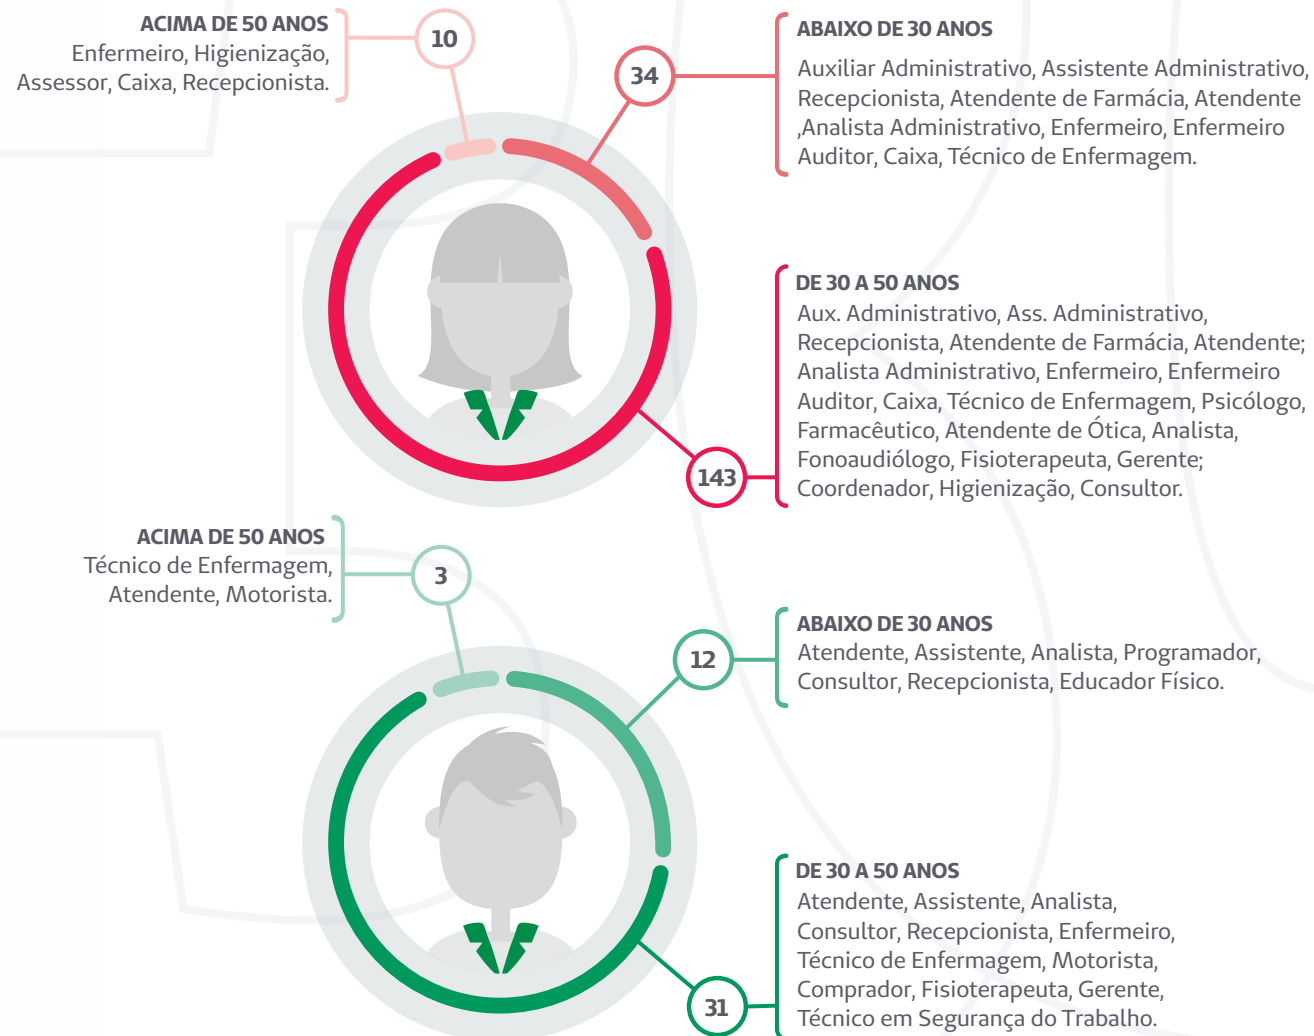 ACIMA DE 50 ANOS
Enfermeiro, Higienização,
Assessor, Caixa, Recepcionista.
10
34
ABAIXO DE 30 ANOS
Auxiliar Administrativo, Assistente Administrativo,
Recepcionista, Atendente de Farmácia, Atendente
,Analista Administrativo, Enfermeiro, Enfermeiro
Auditor, Caixa, Técnico de Enfermagem.
DE 30 A 50 ANOS
Aux. Administrativo, Ass. Administrativo,
Recepcionista, Atendente de Farmácia, Atendente;
Analista Administrativo, Enfermeiro, Enfermeiro
Auditor, Caixa, Técnico de Enfermagem, Psicólogo,
Farmacêutico, Atendente de Ótica, Analista,
Fonoaudiólogo, Fisioterapeuta, Gerente;
Coordenador, Higienização, Consultor.
143
ACIMA DE 50 ANOS
Técnico de Enfermagem,
Atendente, Motorista.
3
12
ABAIXO DE 30 ANOS
Atendente, Assistente, Analista, Programador,
Consultor, Recepcionista, Educador Físico.
DE 30 A 50 ANOS
Atendente, Assistente, Analista,
Consultor, Recepcionista, Enfermeiro,
Técnico de Enfermagem, Motorista,
Comprador, Fisioterapeuta, Gerente,
Técnico em Segurança do Trabalho.
31